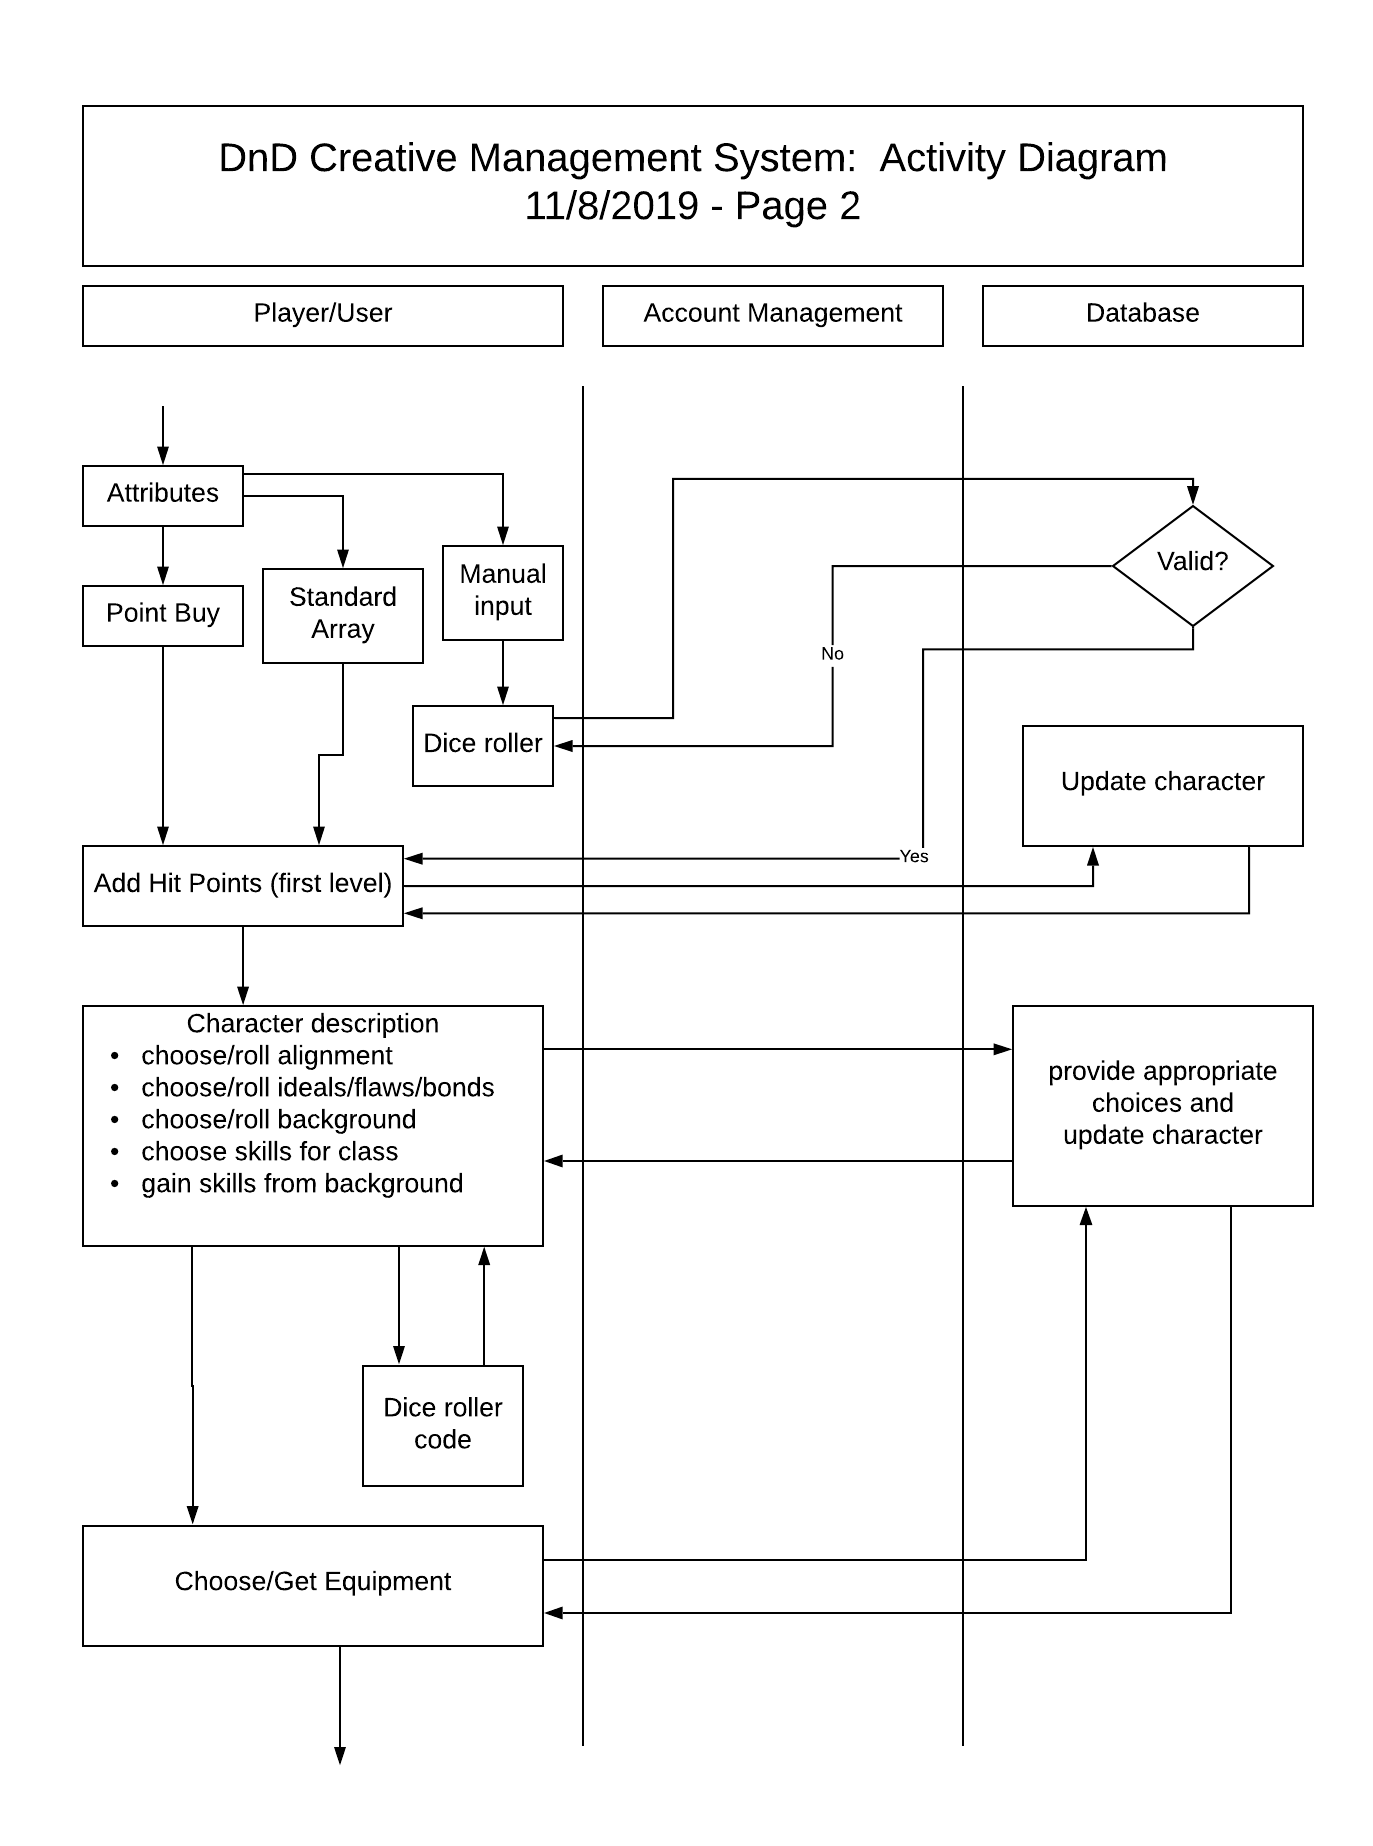 DnD Creative Management System:  Activity Diagram
11/8/2019 - Page 2
Player/User
Account Management
Database
Attributes
Point Buy
Standard
Array
Manual
input
Valid?
No
Dice roller
Update character
Yes
Add Hit Points (first level)
Character description
• choose/roll alignment
• choose/roll ideals/flaws/bonds
• choose/roll background
• choose skills for class
• gain skills from background
provide appropriate
choices and
update character
Dice roller
code
Choose/Get Equipment